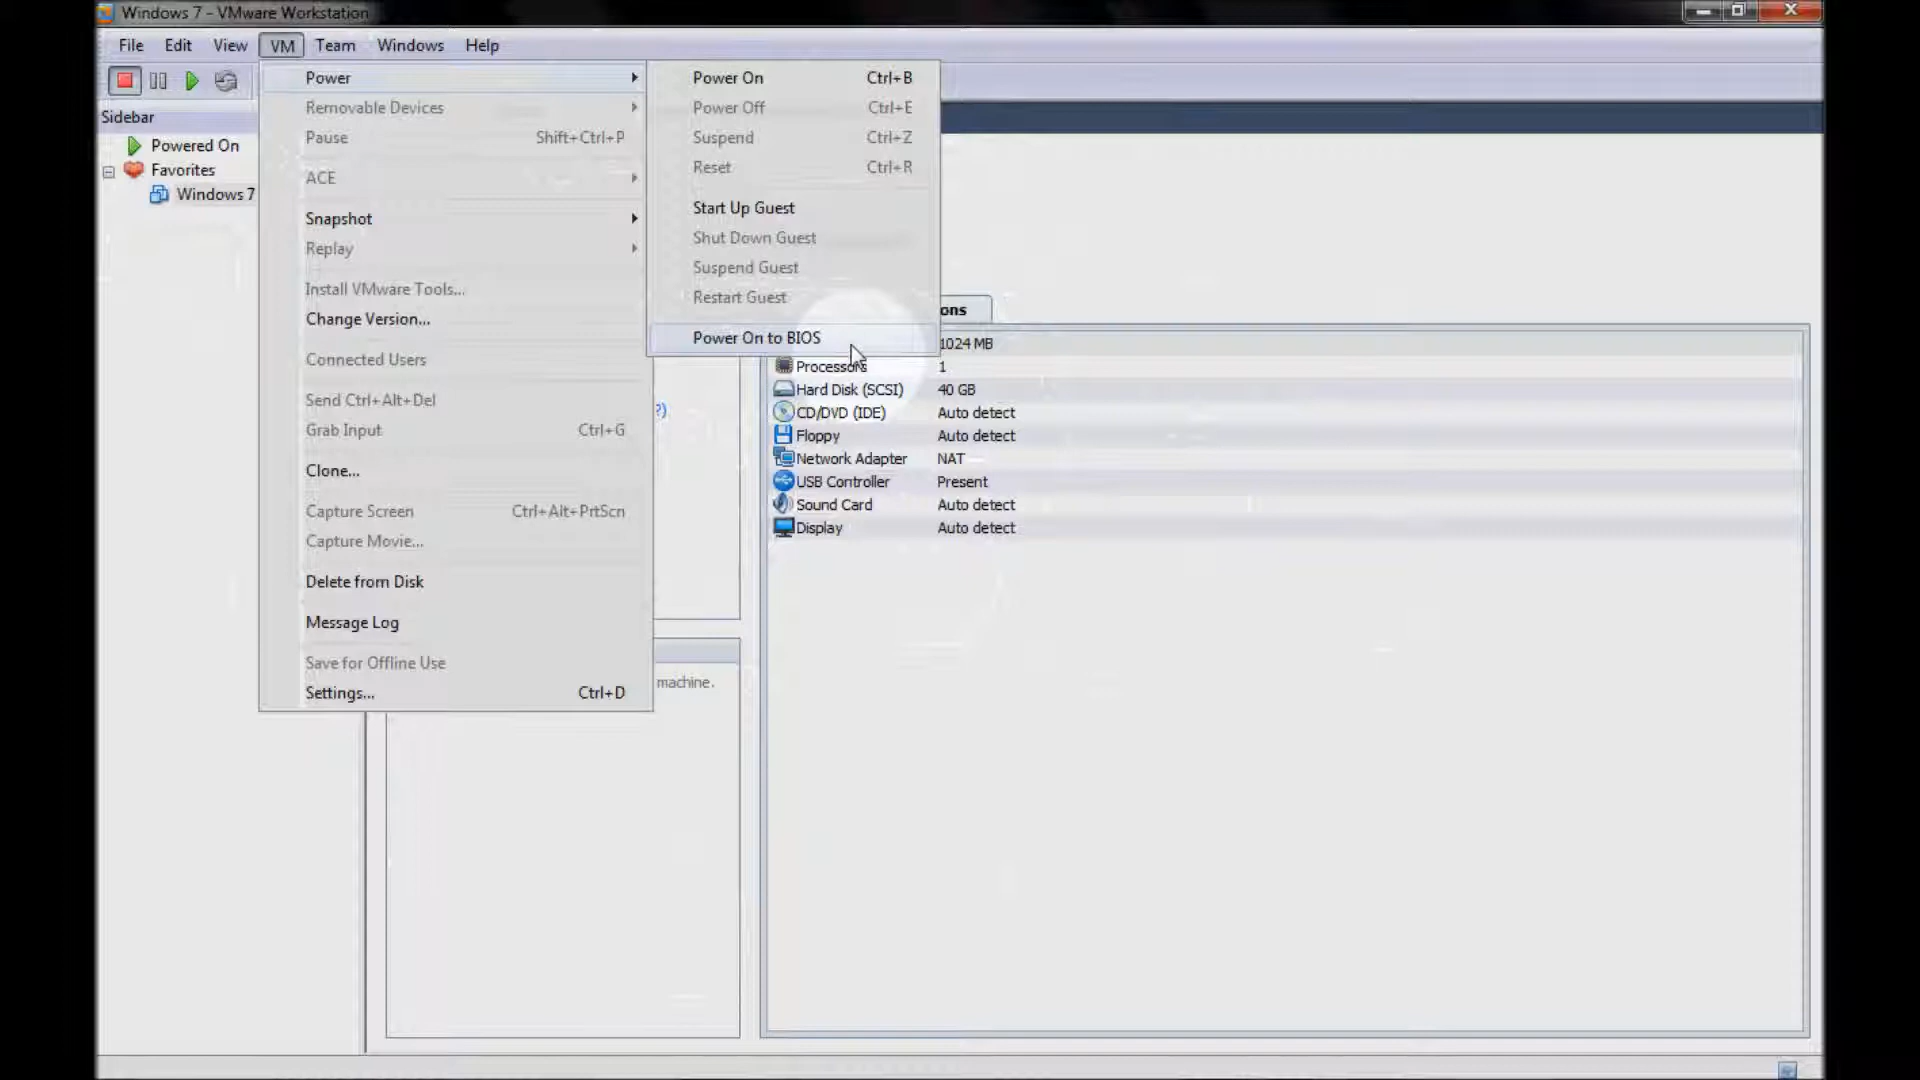 Windows 7 - VMware Workstation
File Edit View VM Team Windows Help
Sidebar
Powered On
Favorites
Windows 7
Power
Removable Devices
Pause Shift+Ctrl+P
ACE
Snapshot
Replay
Install VMware Tools...
Change Version...
Connected Users
Send Ctrl+Alt+Del
Grab Input Ctrl+G
Clone...
Capture Screen Ctrl+Alt+PrtScn
Capture Movie...
Delete from Disk
Message Log
Save for Offline Use
Settings... Ctrl+D
Power On Ctrl+B
Power Off Ctrl+E
Suspend Ctrl+Z
Reset Ctrl+R
Start Up Guest
Shut Down Guest
Suspend Guest
Restart Guest
Power On to BIOS
?)
machine.
ons
1024 MB
Processors 1
Hard Disk (SCSI) 40 GB
CD/DVD (IDE) Auto detect
Floppy Auto detect
Network Adapter NAT
USB Controller Present
Sound Card Auto detect
Display Auto detect